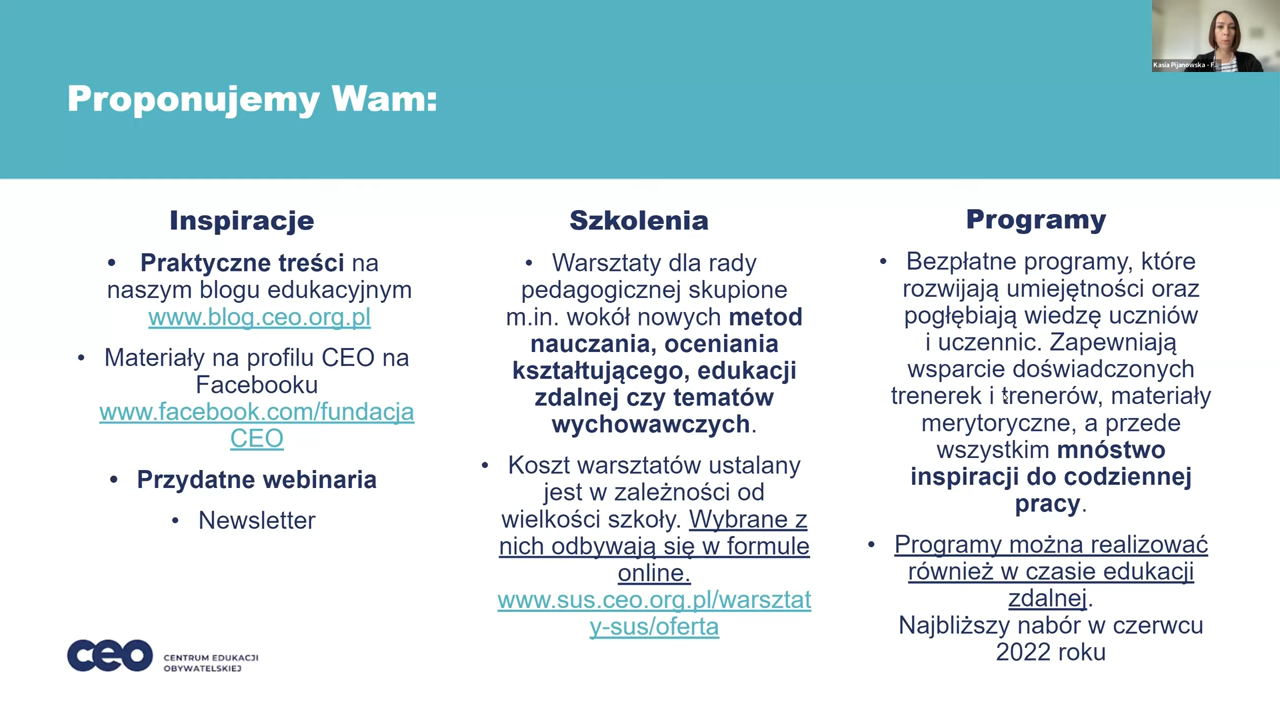 Kasia Pijanowska - F...
Proponujemy Wam:
Inspiracje
• Praktyczne treści na
naszym blogu edukacyjnym
www.blog.ceo.org.pl
• Materiały na profilu CEO na
Facebooku
www.facebook.com/fundacja
CEO
• Przydatne webinaria
• Newsletter
Szkolenia
• Warsztaty dla rady
pedagogicznej skupione
m.in. wokół nowych metod
nauczania, oceniania
kształtującego, edukacji
zdalnej czy tematów
wychowawczych.
• Koszt warsztatów ustalany
jest w zależności od
wielkości szkoły. Wybrane z
nich odbywają się w formule
online.
www.sus.ceo.org.pl/warsztat
y-sus/oferta
Programy
• Bezpłatne programy, które
rozwijają umiejętności oraz
pogłębiają wiedzę uczniów
i uczennic. Zapewniają
wsparcie doświadczonych
trenerek i trenerów, materiały
merytoryczne, a przede
wszystkim mnóstwo
inspiracji do codziennej
pracy.
• Programy można realizować
również w czasie edukacji
zdalnej.
Najbliższy nabór w czerwcu
2022 roku
ceo
CENTRUM EDUKACJI
OBYWATELSKIEJ